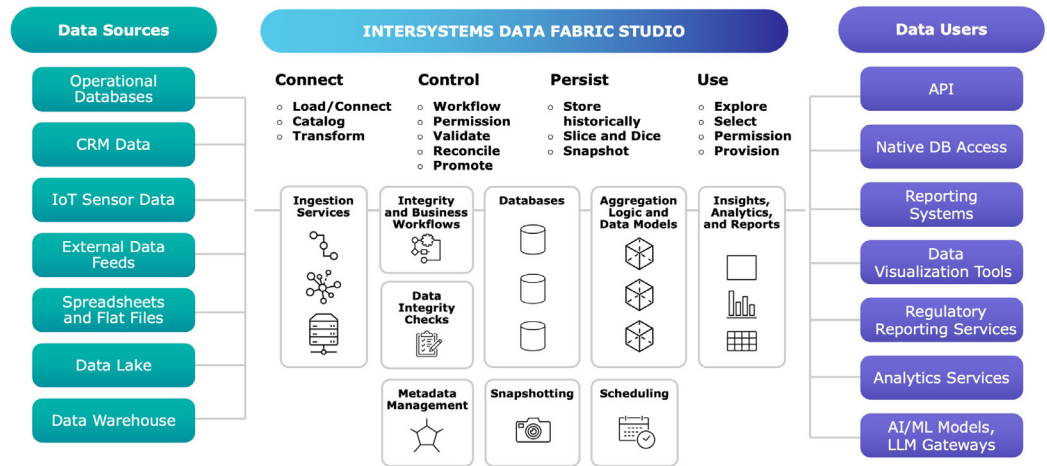 Data Sources
Operational
Databases
CRM Data
IoT Sensor Data
External Data
Feeds
Spreadsheets
and Flat Files
Data Lake
Data Warehouse
INTERSYSTEMS DATA FABRIC STUDIO
Connect
Load/Connect
Catalog
Transform
Control
Workflow
Permission
Validate
Reconcile
Promote
Persist
Store
historically
Slice and Dice
Snapshot
Use
Explore
Select
Permission
Provision
Ingestion
Services
Integrity
and Business
Workflows
Data
Integrity
Checks
Databases
Aggregation
Logic and
Data Models
Insights,
Analytics,
and Reports
Metadata
Management
Snapshotting
Scheduling
Data Users
API
Native DB Access
Reporting
Systems
Data
Visualization Tools
Regulatory
Reporting Services
Analytics Services
AI/ML Models,
LLM Gateways